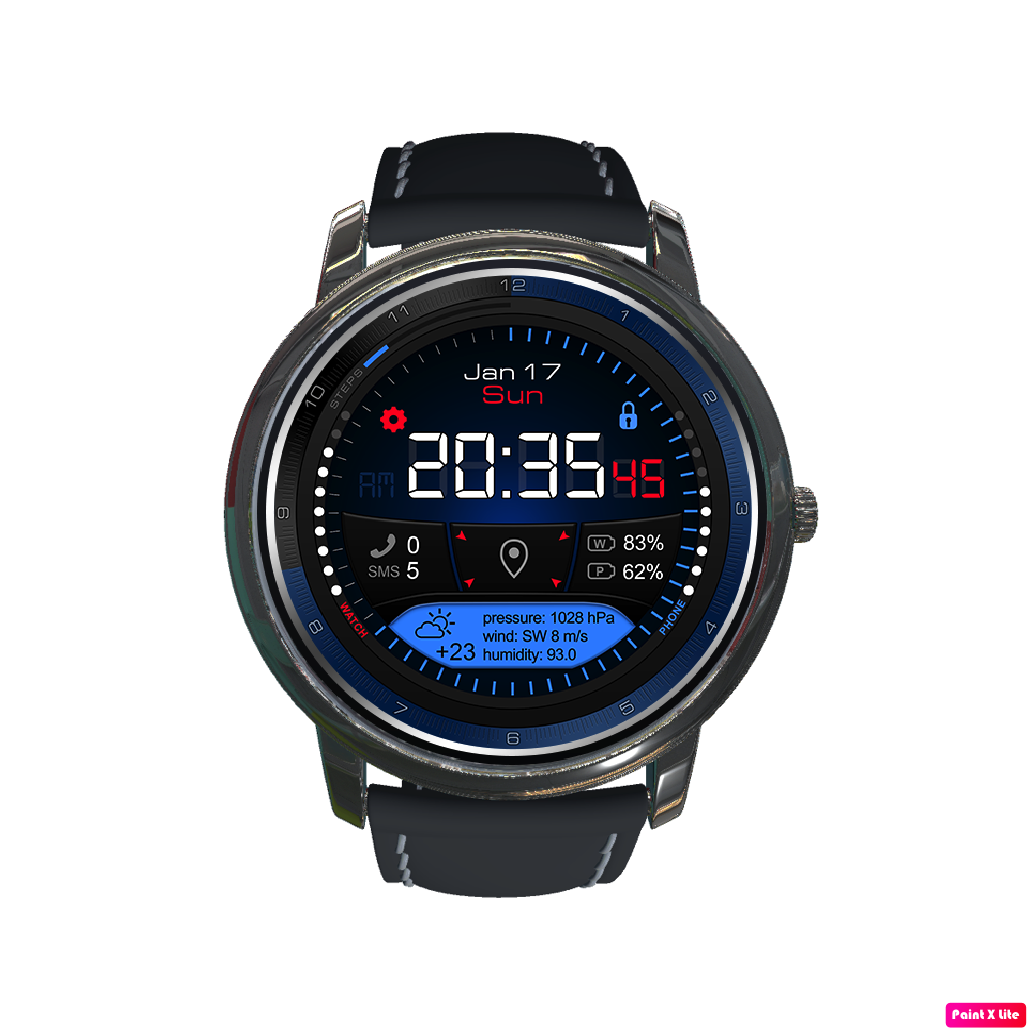 12
11
1
10
2
STEPS
Jan 17
Sun
AM 20:35 45
9
3
0
W 83%
SMS 5
P 62%
WATCH
PHONE
pressure: 1028 hPa
wind: SW 8 m/s
+23 humidity: 93.0
8
4
7
5
6
Paint X Lite